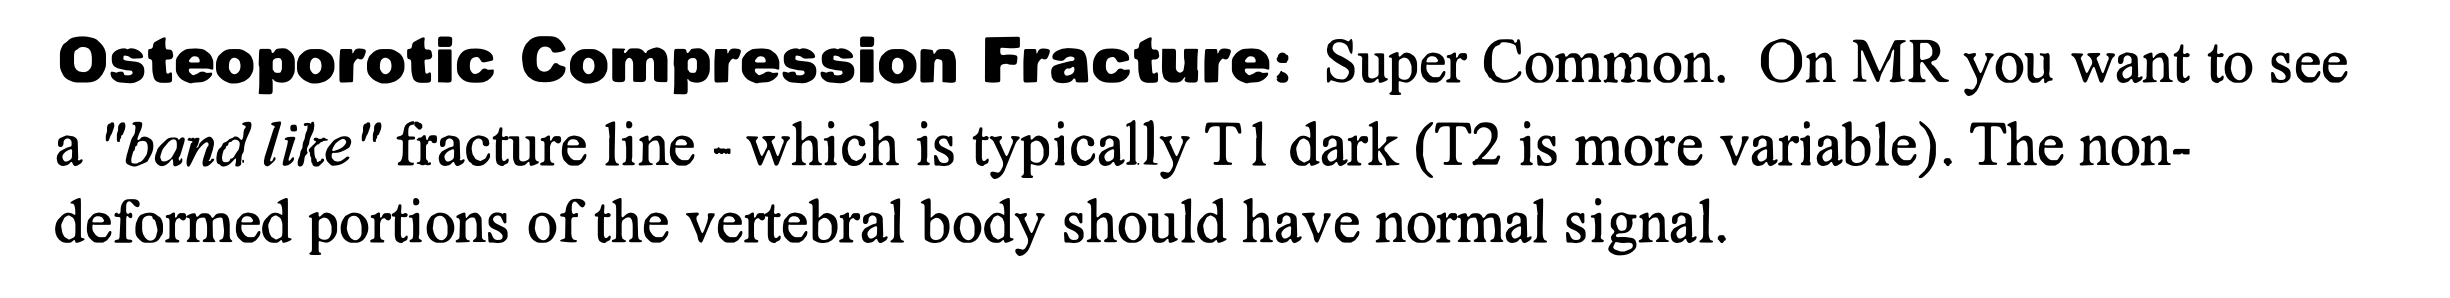 Osteoporotic Compression Fracture: Super Common. On MR you want to see
a "band like" fracture line - which is typically T1 dark (T2 is more variable). The non-
deformed portions of the vertebral body should have normal signal.